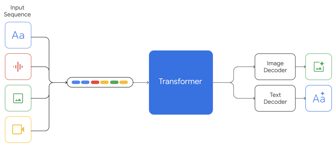 Input
Sequence
Aa
Transformer
Image
Decoder
Text
Decoder
Aa